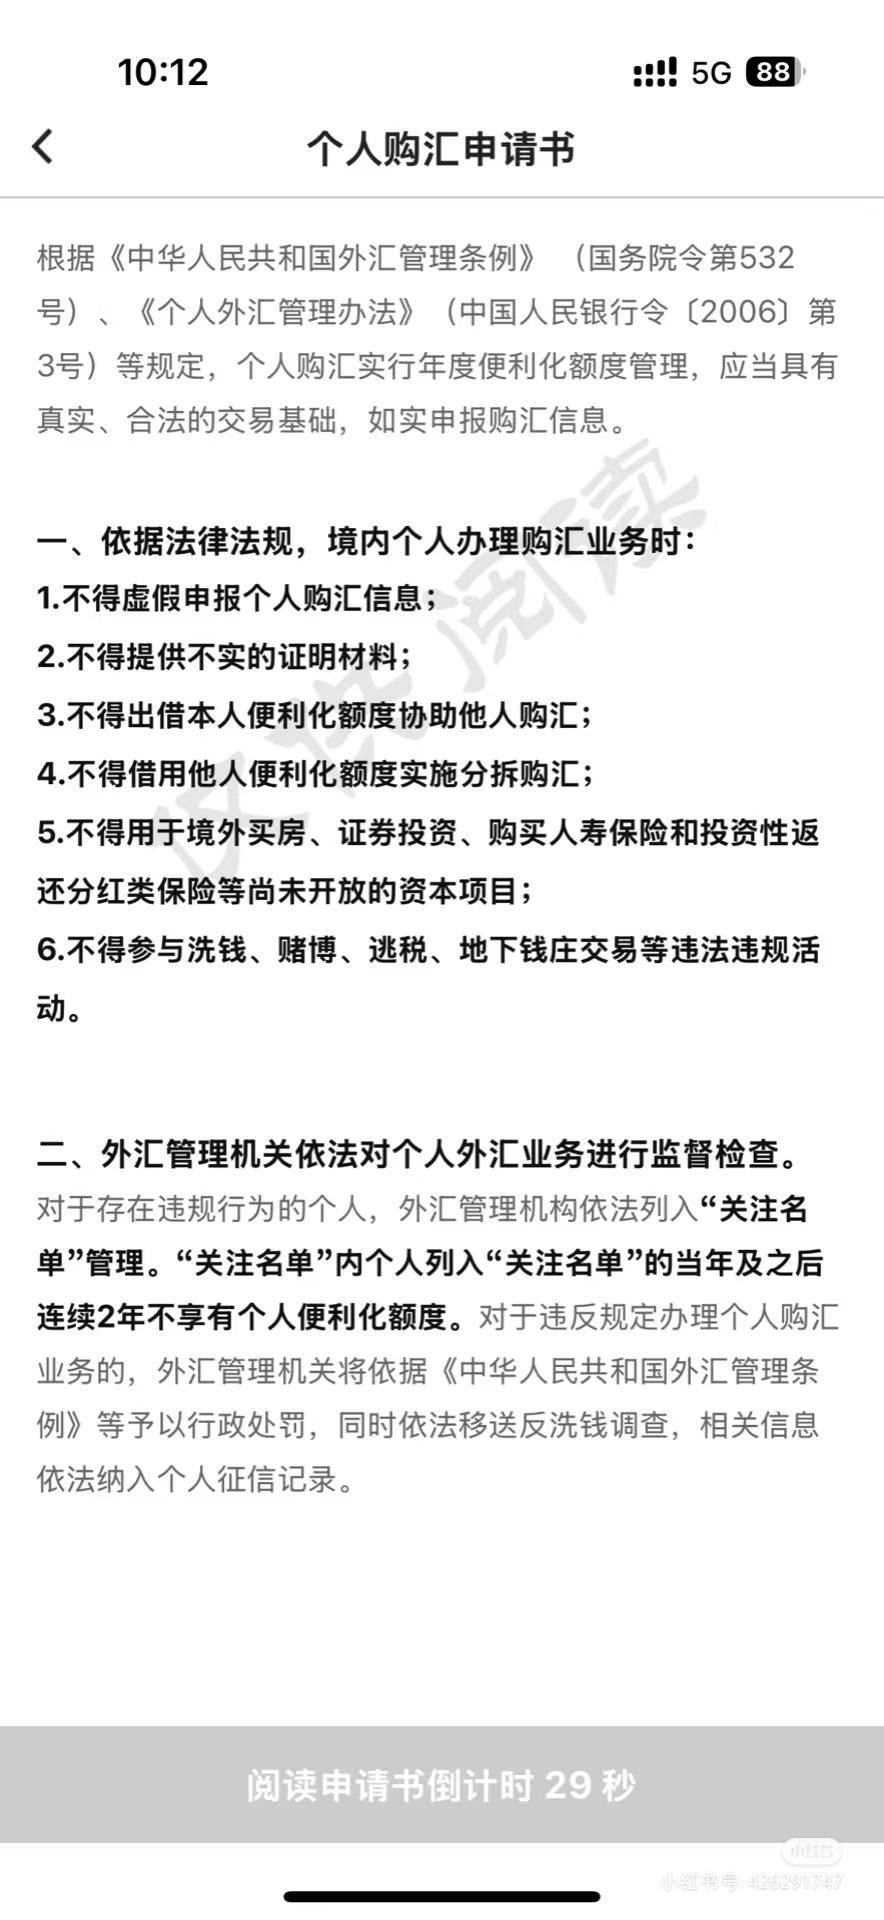 10:12
5G 88
个人购汇申请书
根据《中华人民共和国外汇管理条例》（国务院令第532
号）、《个人外汇管理办法》（中国人民银行令〔2006〕第
3号）等规定，个人购汇实行年度便利化额度管理，应当具有
真实、合法的交易基础，如实申报购汇信息。
一、依据法律法规，境内个人办理购汇业务时：
1.不得虚假申报个人购汇信息；
2.不得提供不实的证明材料；
3.不得出借本人便利化额度协助他人购汇；
4.不得借用他人便利化额度实施分拆购汇；
5.不得用于境外买房、证券投资、购买人寿保险和投资性返
还分红类保险等尚未开放的资本项目；
6.不得参与洗钱、赌博、逃税、地下钱庄交易等违法违规活
动。
仅供阅读
二、外汇管理机关依法对个人外汇业务进行监督检查。
对于存在违规行为的个人，外汇管理机构依法列入“关注名
单”管理。“关注名单”内个人列入“关注名单”的当年及之后
连续2年不享有个人便利化额度。对于违反规定办理个人购汇
业务的，外汇管理机关将依据《中华人民共和国外汇管理条
例》等予以行政处罚，同时依法移送反洗钱调查，相关信息
依法纳入个人征信记录。
阅读申请书倒计时 29 秒
小红书
小红书号: 426291747